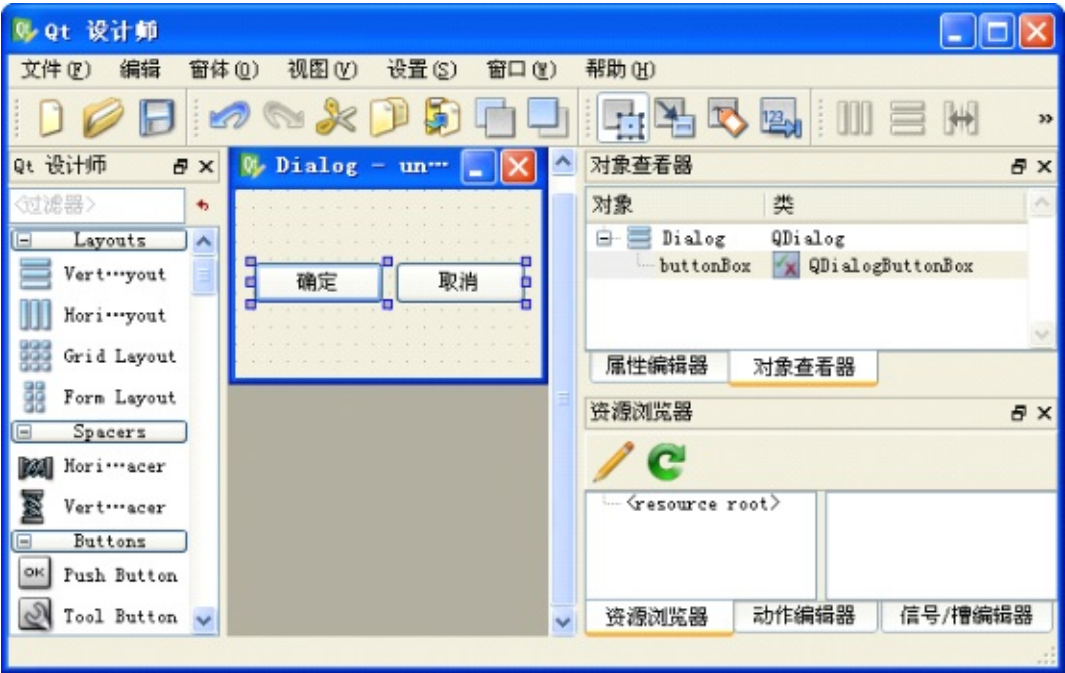 Qt 设计师
文件(F) 编辑 窗体(O) 视图(V) 设置(S) 窗口(W) 帮助(H)
123
»
Qt 设计师
<过滤器>
Layouts
Vert…yout
Hori…yout
Grid Layout
Form Layout
Spacers
Hori…acer
Vert…acer
Buttons
OK Push Button
Tool Button
Dialog - un…
确定 取消
对象查看器
对象 类
Dialog QDialog
buttonBox QDialogButtonBox
属性编辑器 对象查看器
资源浏览器
<resource root>
资源浏览器 动作编辑器 信号/槽编辑器